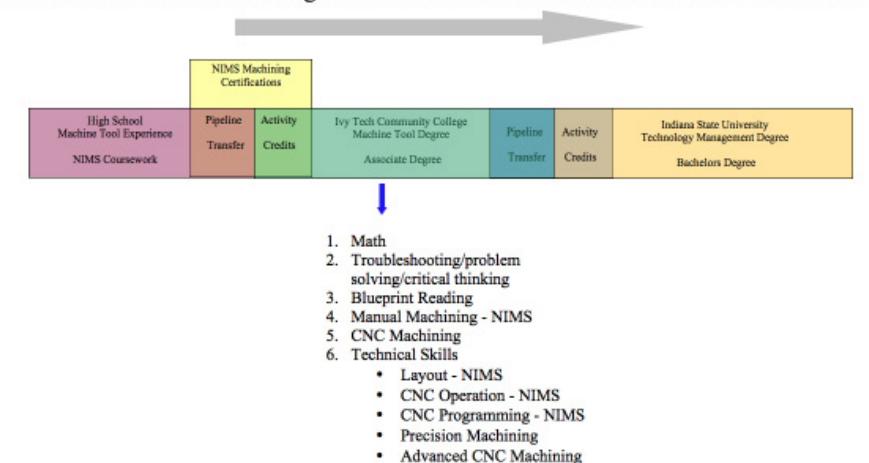 NIMS Machining
Certifications
High School
Machine Tool Experience
NIMS Coursework
Pipeline
Transfer
Activity
Credits
Ivy Tech Community College
Machine Tool Degree
Associate Degree
Pipeline
Transfer
Activity
Credits
Indiana State University
Technology Management Degree
Bachelors Degree
1. Math
2. Troubleshooting/problem
solving/critical thinking
3. Blueprint Reading
4. Manual Machining - NIMS
5. CNC Machining
6. Technical Skills
• Layout - NIMS
• CNC Operation - NIMS
• CNC Programming - NIMS
• Precision Machining
• Advanced CNC Machining